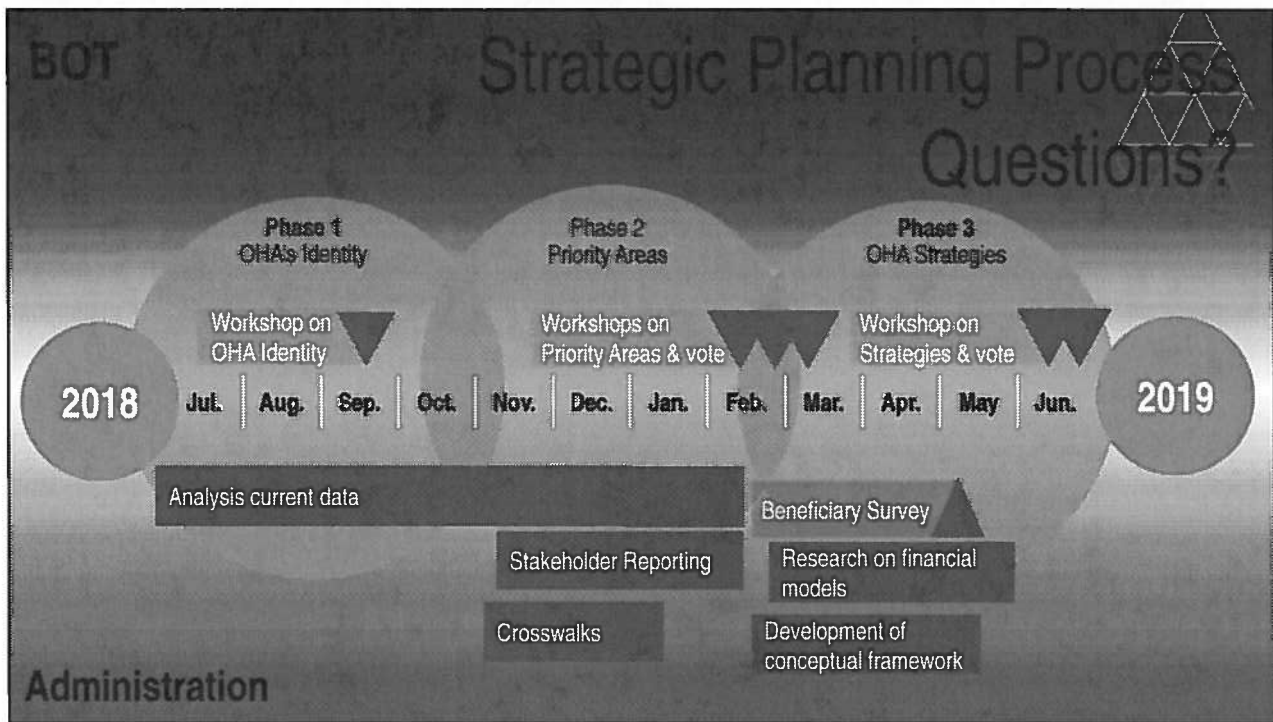 BOT
Strategic Planning Process
Questions?
Phase 1
OHA's Identity
Phase 2
Priority Areas
Phase 3
OHA Strategies
Workshop on
OHA Identity
Workshops on
Priority Areas & vote
Workshop on
Strategies & vote
2018
Jul.
Aug.
Sep.
Oct.
Nov.
Dec.
Jan.
Feb.
Mar.
Apr.
May
Jun.
2019
Analysis current data
Beneficiary Survey
Stakeholder Reporting
Research on financial
models
Crosswalks
Development of
conceptual framework
Administration